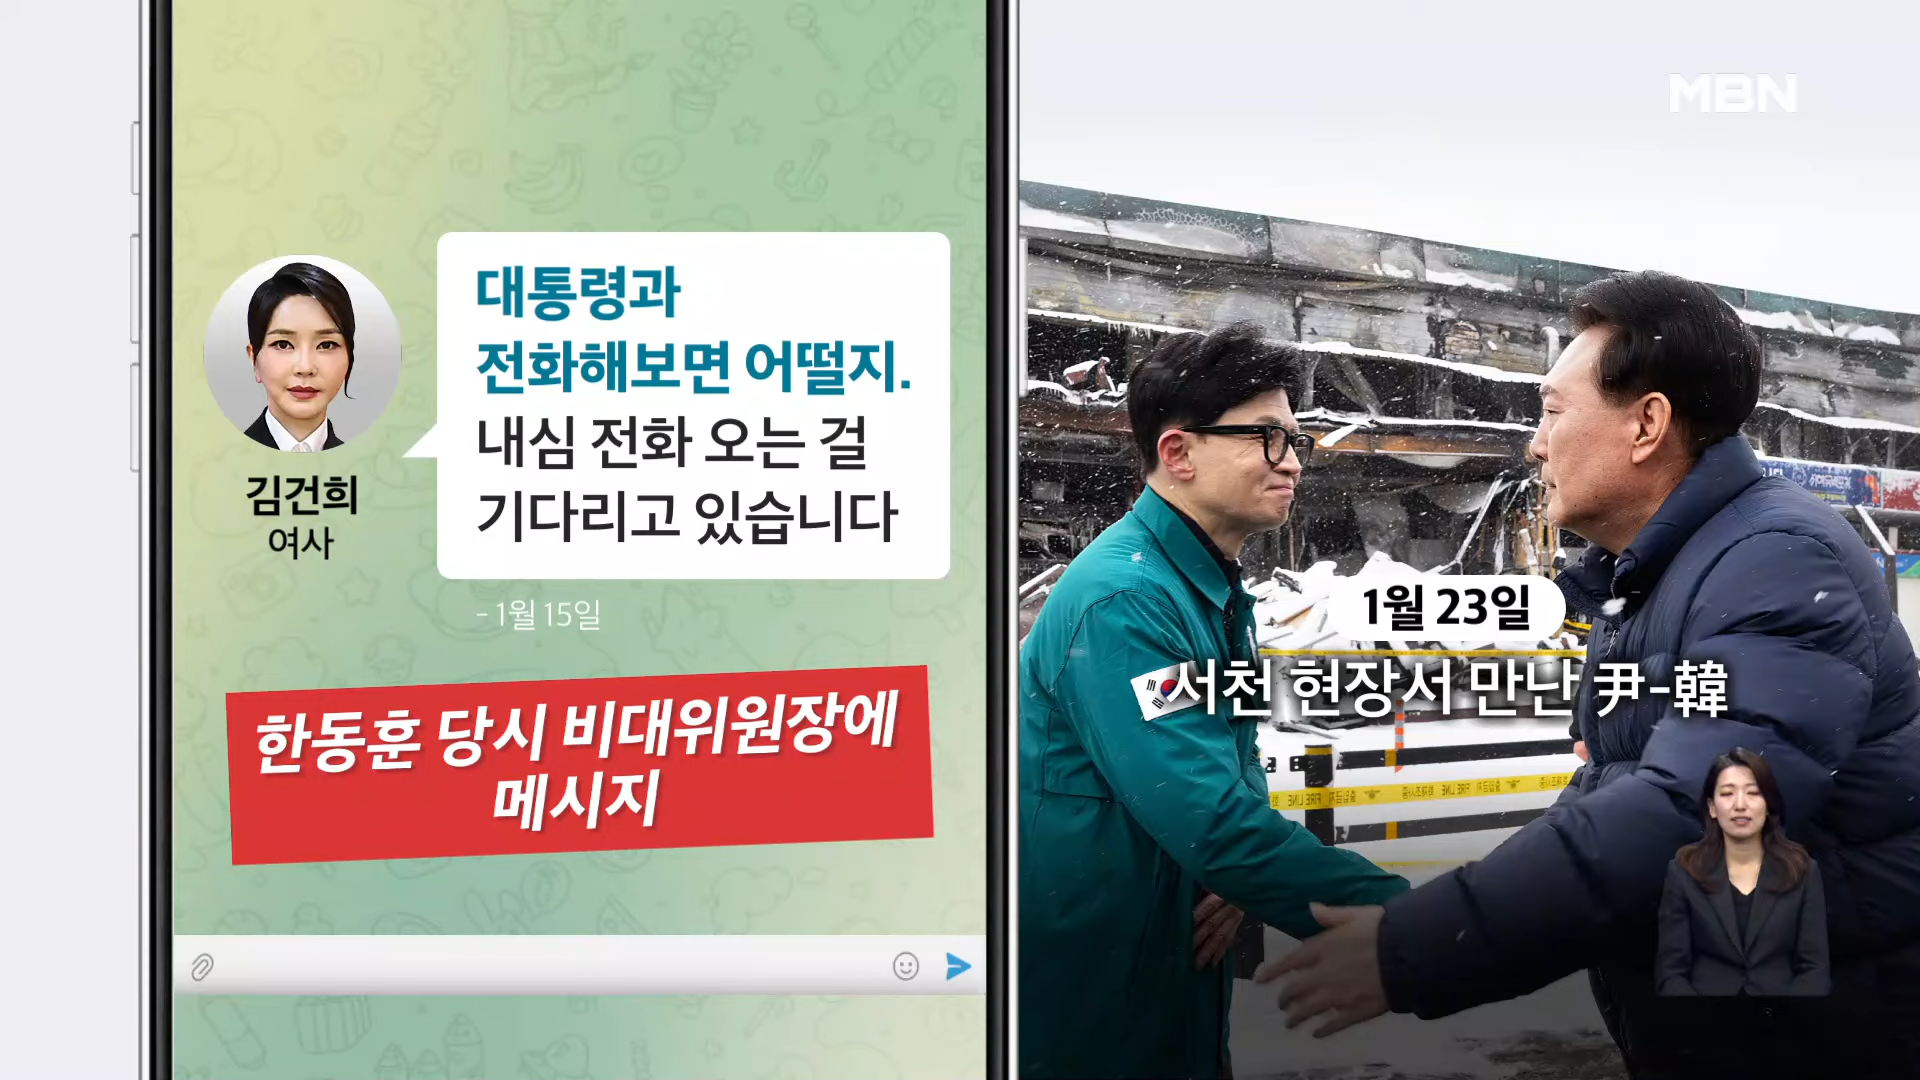 MBN
대통령과
전화해보면 어떨지.
내심 전화 오는 걸
기다리고 있습니다
김건희
여사
- 1월 15일
한동훈 당시 비대위원장에
메시지
1월 23일
서천 현장서 만난 尹-韓